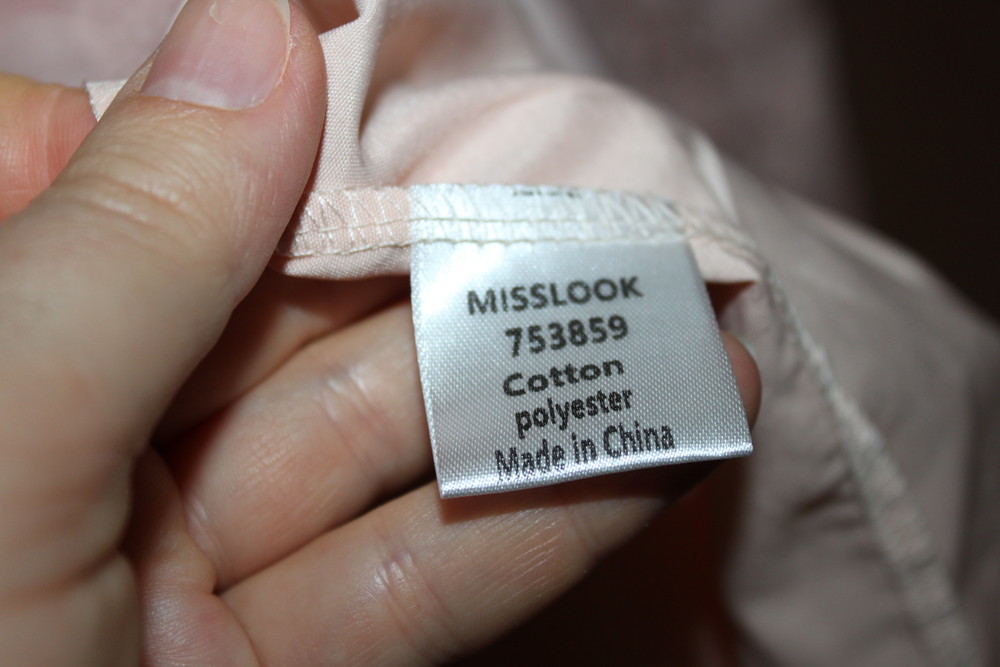 MISSLOOK
753859
Cotton
polyester
Made in China